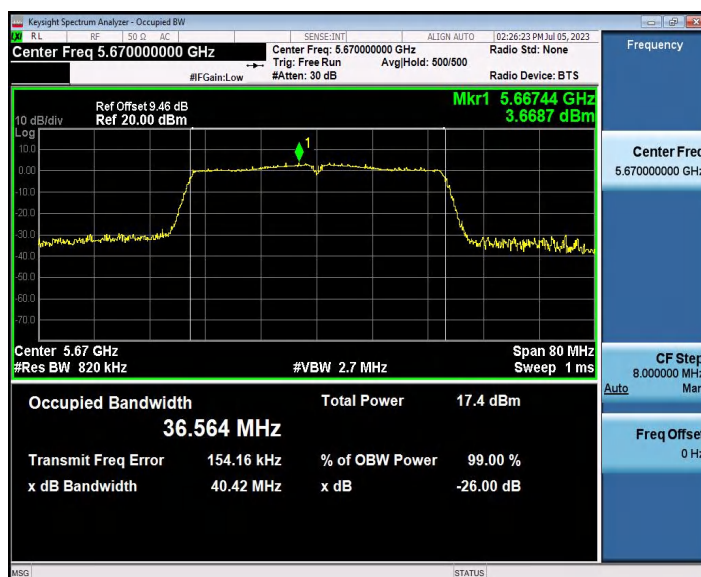 Keysight Spectrum Analyzer - Occupied BW
RL RF 50 Ω AC SENSE:INT ALIGN AUTO 02:26:23 PM Jul 05, 2023
Center Freq 5.670000000 GHz
Center Freq: 5.670000000 GHz Radio Std: None
Trig: Free Run Avg|Hold: 500/500
#IFGain:Low #Atten: 30 dB Radio Device: BTS
Frequency
Mkr1 5.66744 GHz
3.6687 dBm
Ref Offset 9.46 dB
10 dB/div Ref 20.00 dBm
Log
10.0
0.00
-10.0
-20.0
-30.0
-40.0
-50.0
-60.0
-70.0
1
Center 5.67 GHz Span 80 MHz
#Res BW 820 kHz #VBW 2.7 MHz Sweep 1 ms
Occupied Bandwidth Total Power 17.4 dBm
36.564 MHz
Transmit Freq Error 154.16 kHz % of OBW Power 99.00 %
x dB Bandwidth 40.42 MHz x dB -26.00 dB
Center Freq
5.670000000 GHz
CF Step
8.000000 MHz
Auto Man
Freq Offset
0 Hz
MSG STATUS